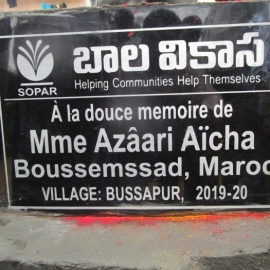 SOPAR
బాల వికాస
Helping Communities Help Themselves
À la douce memoire de
Mme Azâari Aïcha
Boussemssad, Maroc
VILLAGE: BUSSAPUR, 2019-20